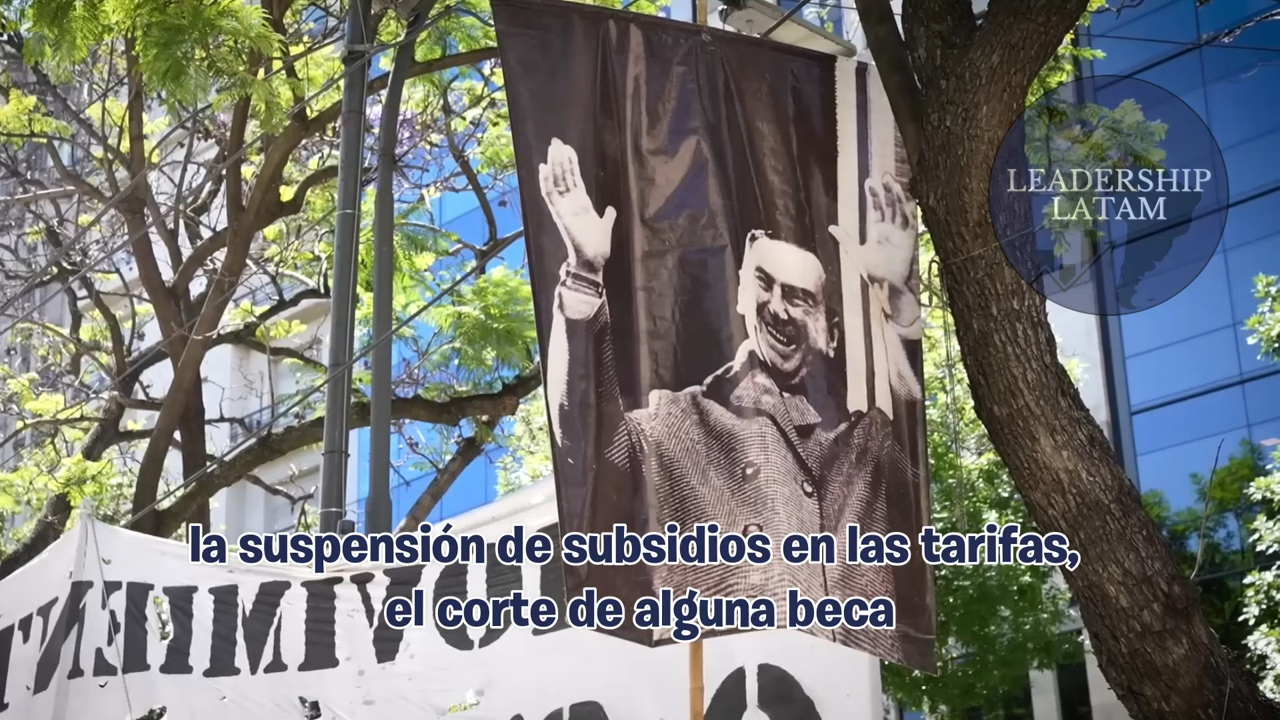 LEADERSHIP
LATAM
la suspensión de subsidios en las tarifas,
el corte de alguna beca